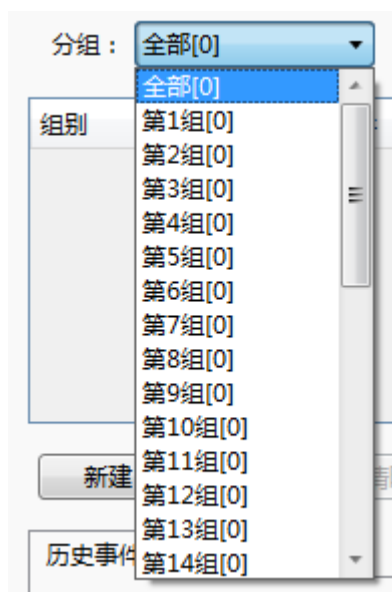 分组： 全部[0]
全部[0]
组别
第1组[0]
第2组[0]
第3组[0]
第4组[0]
第5组[0]
第6组[0]
第7组[0]
第8组[0]
第9组[0]
第10组[0]
第11组[0]
新建
第12组[0]
第13组[0]
历史事件
第14组[0]